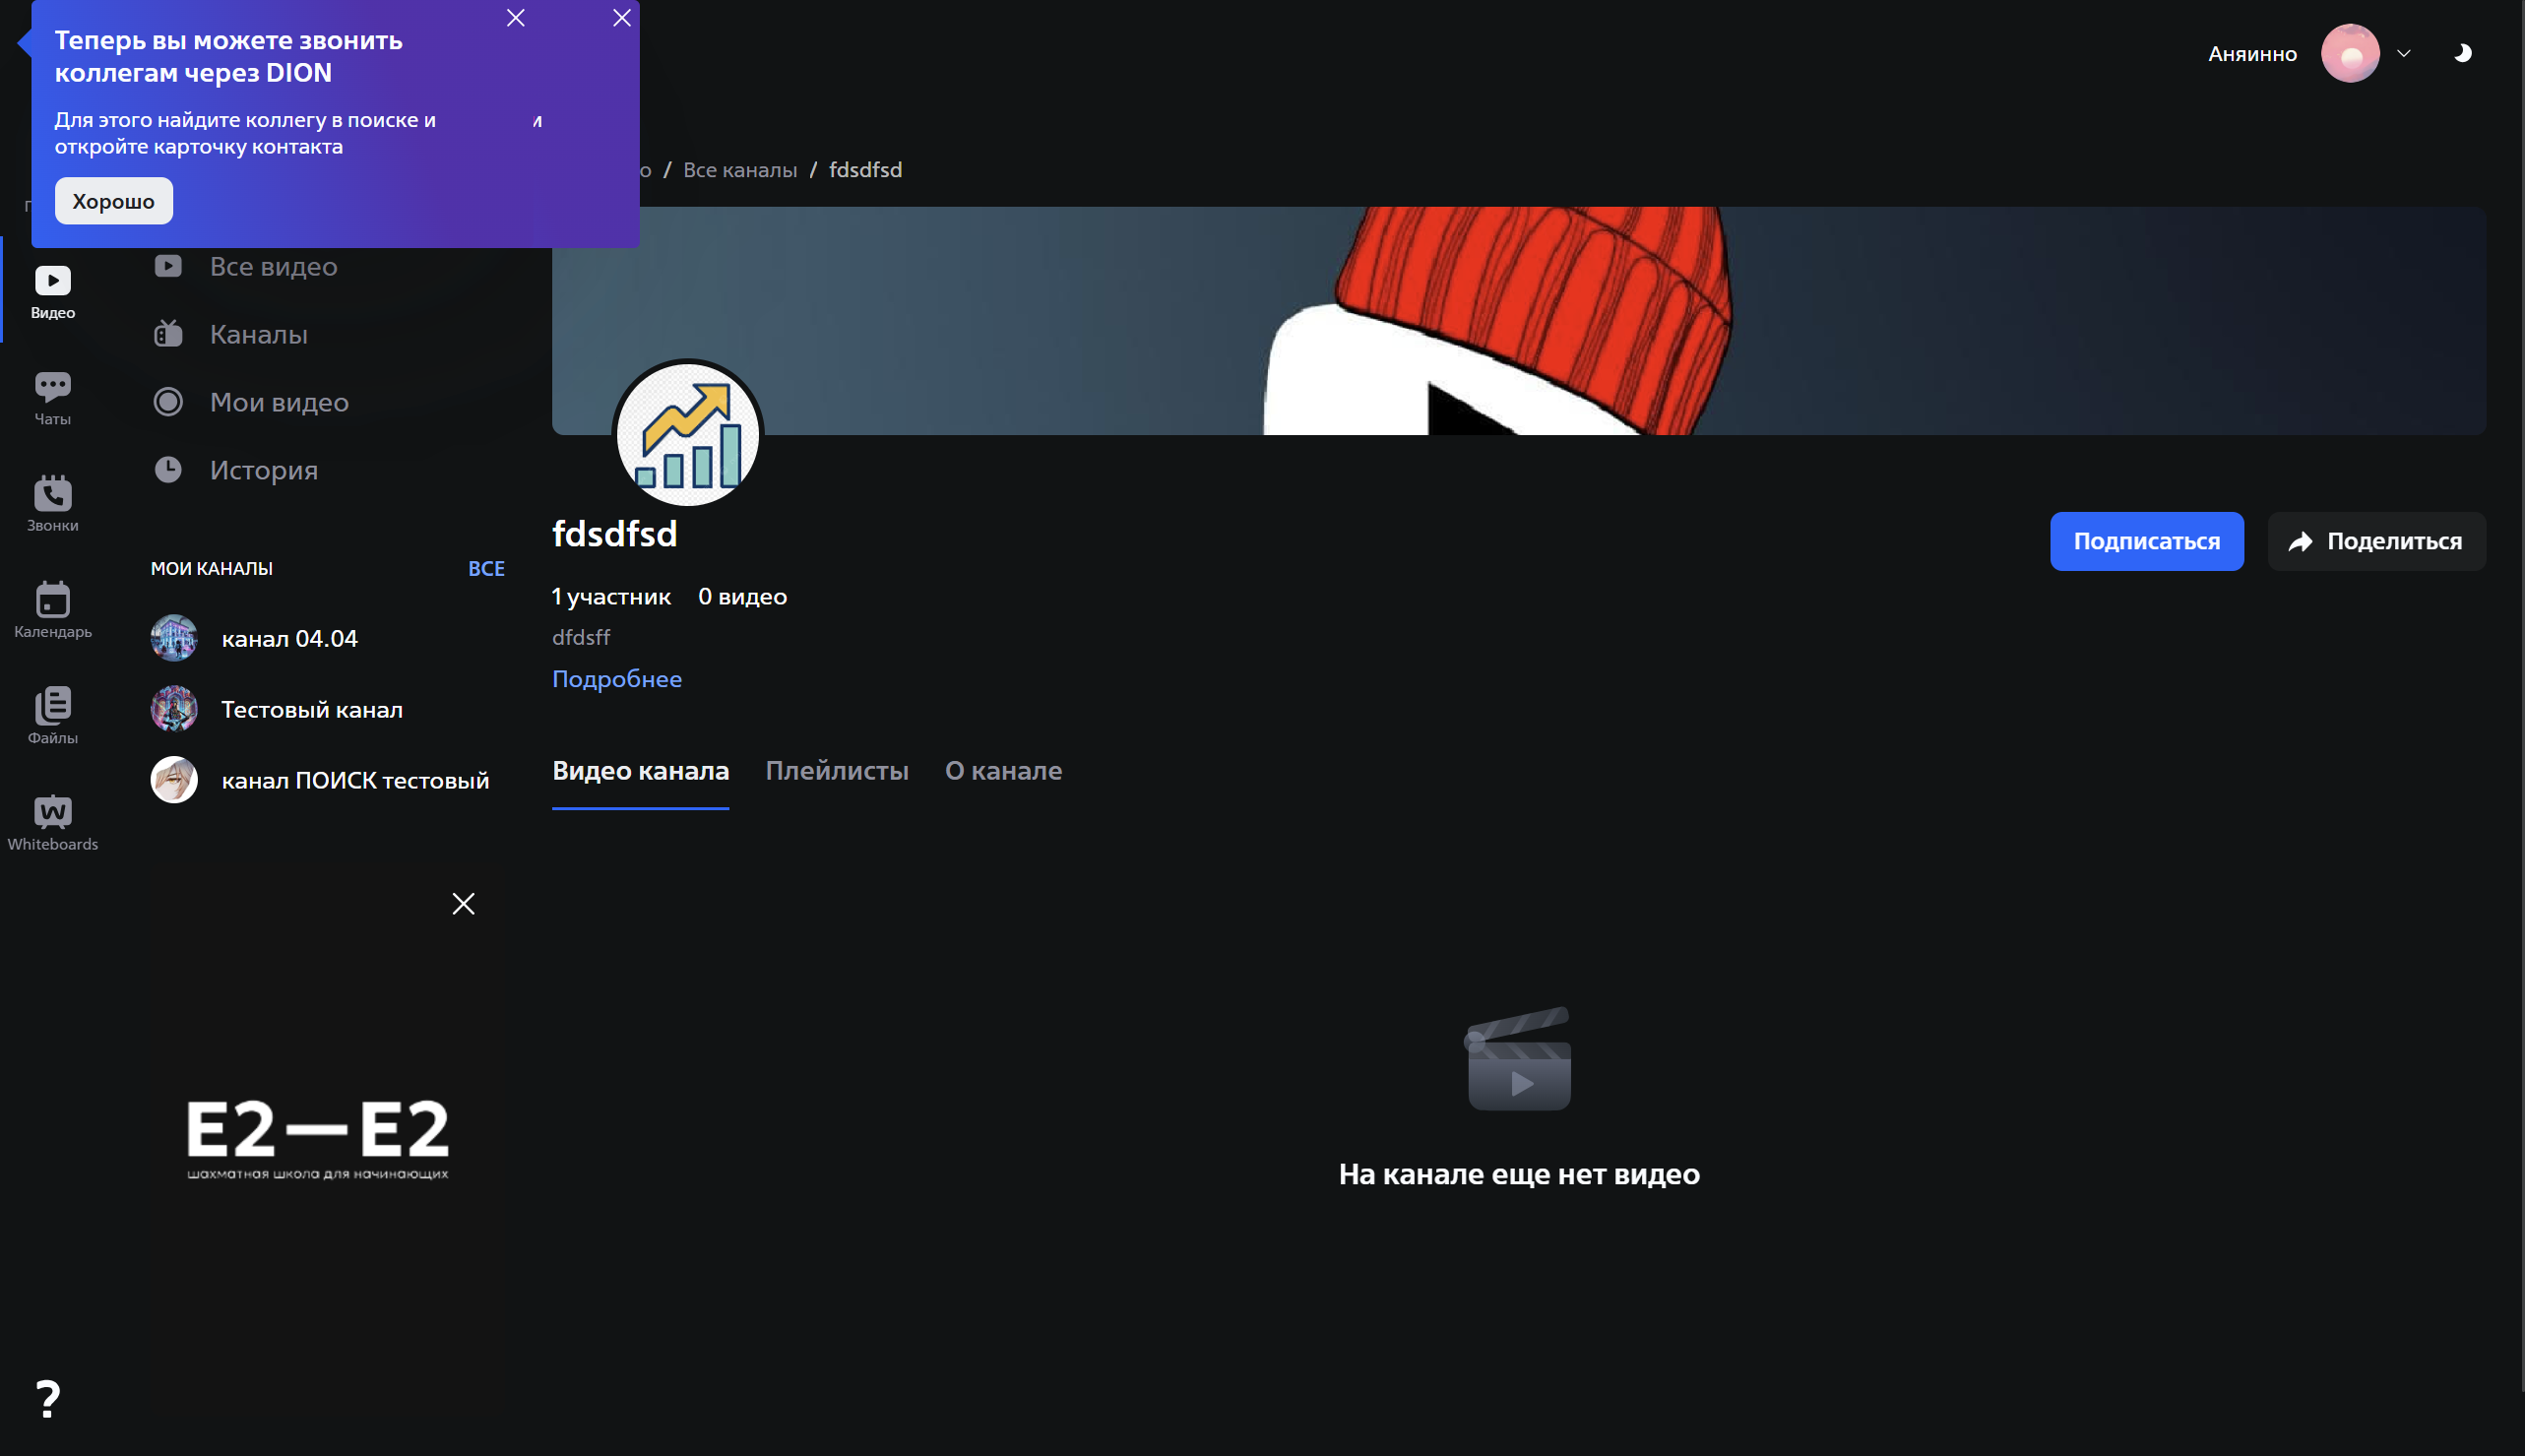 Теперь вы можете звонить
коллегам через DION
Для этого найдите коллегу в поиске и
откройте карточку контакта
Хорошо
Аняинно
/ Все каналы / fdsdfsd
Видео
Чаты
Звонки
Календарь
Файлы
Whiteboards
Все видео
Каналы
Мои видео
История
МОИ КАНАЛЫ ВСЕ
канал 04.04
Тестовый канал
канал ПОИСК тестовый
E2—E2
шахматная школа для начинающих
?
fdsdfsd
Подписаться
Поделиться
1 участник 0 видео
dfdsff
Подробнее
Видео канала Плейлисты О канале
На канале еще нет видео